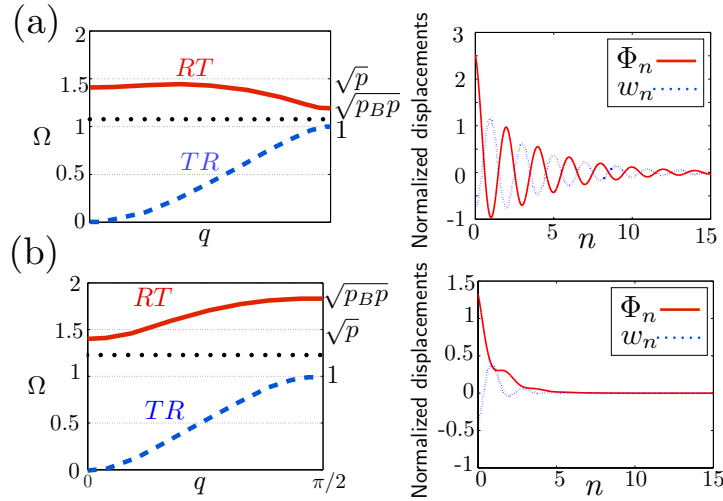 (a)
2
1.5
1
0.5
0
Ω
q
RT
TR
√p
√p_Bp
1
Normalized displacements
3
2
1
0
-1
0
5
10
15
n
Φ_n
w_n
(b)
2
1.5
1
0.5
0
Ω
0
q
π/2
RT
TR
√p_Bp
√p
1
Normalized displacements
1.5
1
0.5
0
-0.5
-1
0
5
10
15
n
Φ_n
w_n